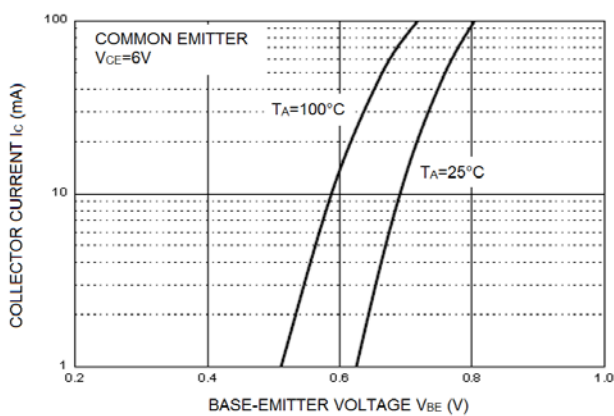 COMMON EMITTER
VCE=6V
TA=100°C
TA=25°C
COLLECTOR CURRENT IC (mA)
100
10
1
0.2
0.4
0.6
0.8
1.0
BASE-EMITTER VOLTAGE VBE (V)